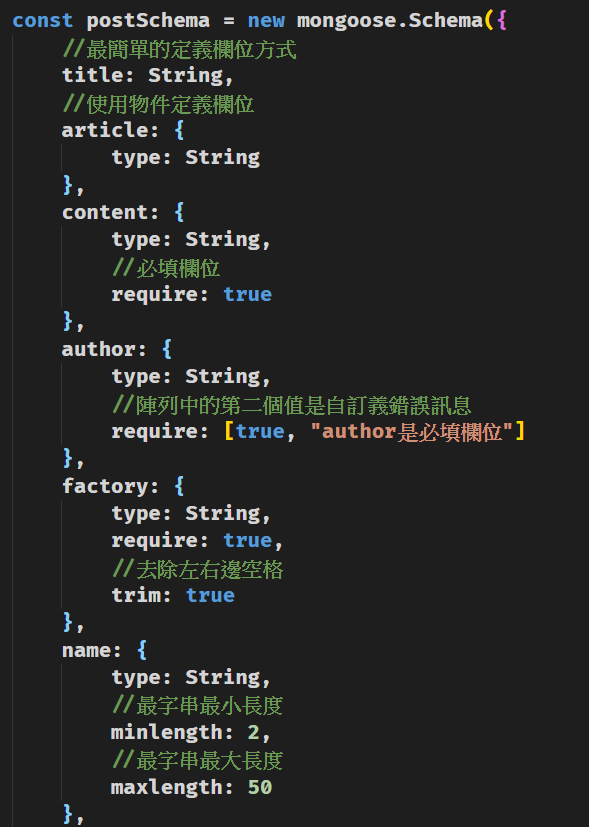 const postSchema = new mongoose.Schema({
    //最簡單的定義欄位方式
    title: String,
    //使用物件定義欄位
    article: {
        type: String
    },
    content: {
        type: String,
        //必填欄位
        require: true
    },
    author: {
        type: String,
        //陣列中的第二個值是自訂義錯誤訊息
        require: [true, "author是必填欄位"]
    },
    factory: {
        type: String,
        require: true,
        //去除左右邊空格
        trim: true
    },
    name: {
        type: String,
        //最字串最小長度
        minlength: 2,
        //最字串最大長度
        maxlength: 50
    },